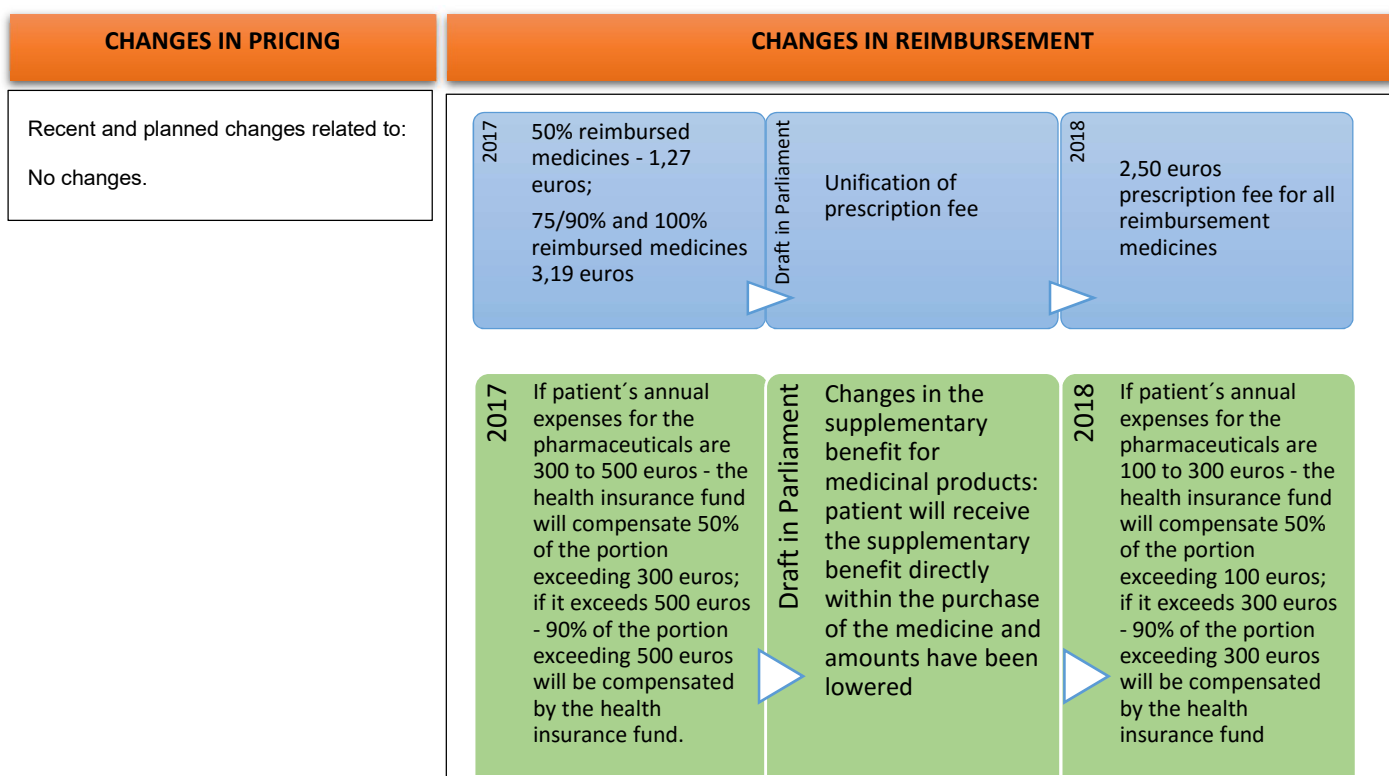 CHANGES IN PRICING
CHANGES IN REIMBURSEMENT
Recent and planned changes related to:
No changes.
2017
50% reimbursed
medicines - 1,27
euros;
75/90% and 100%
reimbursed medicines
3,19 euros
Draft in Parliament
Unification of
prescription fee
2018
2,50 euros
prescription fee for all
reimbursement
medicines
2017
If patient´s annual
expenses for the
pharmaceuticals are
300 to 500 euros - the
health insurance fund
will compensate 50%
of the portion
exceeding 300 euros;
if it exceeds 500 euros
- 90% of the portion
exceeding 500 euros
will be compensated
by the health
insurance fund.
Draft in Parliament
Changes in the
supplementary
benefit for
medicinal products:
patient will receive
the supplementary
benefit directly
within the purchase
of the medicine and
amounts have been
lowered
2018
If patient´s annual
expenses for the
pharmaceuticals are
100 to 300 euros - the
health insurance fund
will compensate 50%
of the portion
exceeding 100 euros;
if it exceeds 300 euros
- 90% of the portion
exceeding 300 euros
will be compensated
by the health
insurance fund